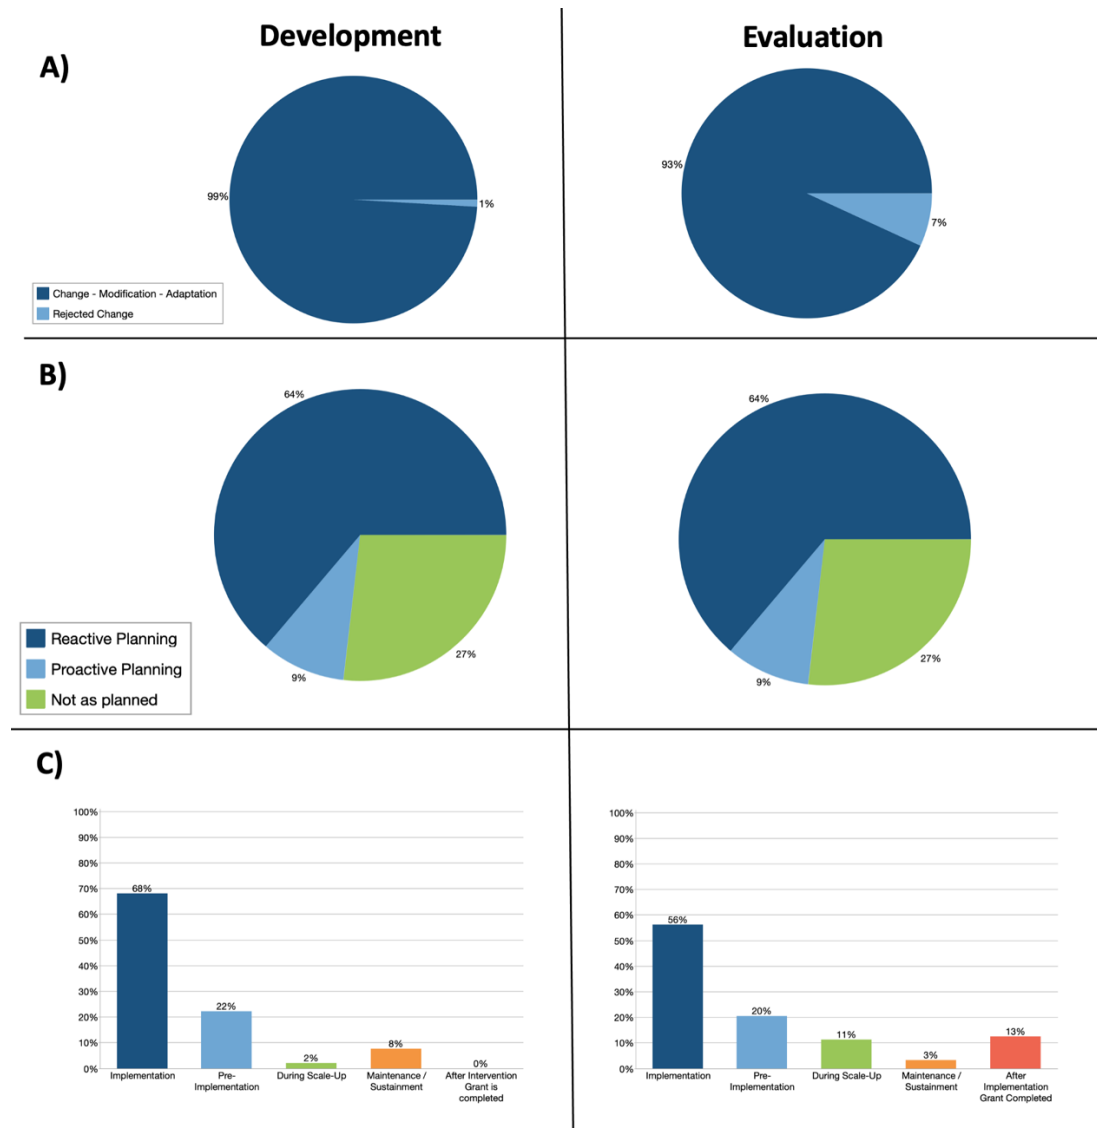 Development
Evaluation
A)
99%
1%
93%
7%
Change - Modification - Adaptation
Rejected Change
B)
64%
9%
27%
64%
9%
27%
Reactive Planning
Proactive Planning
Not as planned
C)
100%
90%
80%
70%
60%
50%
40%
30%
20%
10%
0%
68%
22%
2%
8%
0%
Implementation
Pre-
Implementation
During Scale-Up
Maintenance /
Sustainment
After Intervention
Grant is
completed
100%
90%
80%
70%
60%
50%
40%
30%
20%
10%
0%
56%
20%
11%
3%
13%
Implementation
Pre-
Implementation
During Scale-Up
Maintenance /
Sustainment
After
Implementation
Grant Completed